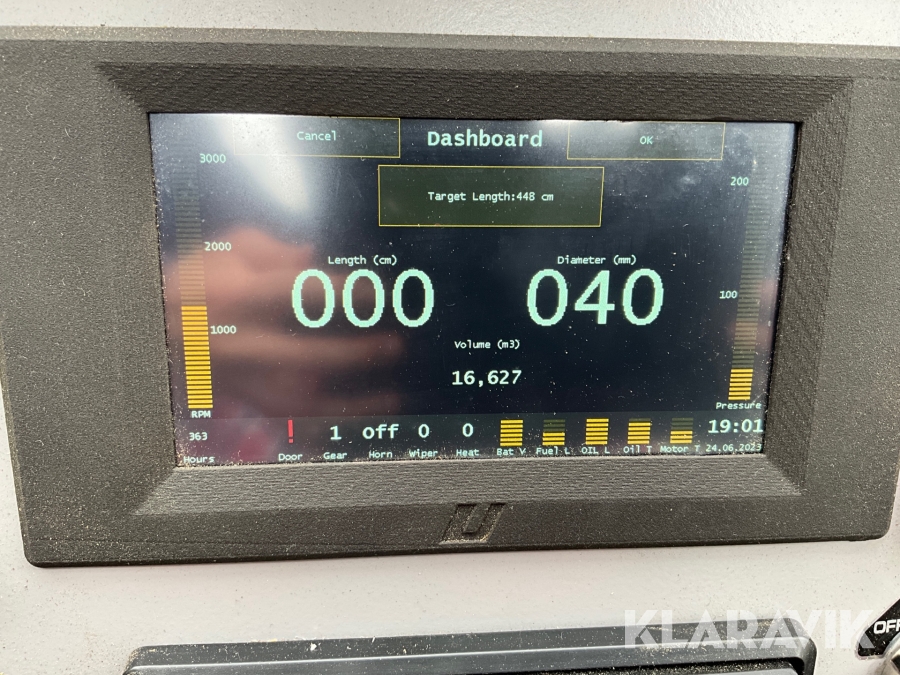 Cancel Dashboard OK
3000
Target Length:448 cm
200
2000
Length (cm) Diameter (mm)
000 040
100
1000
Volume (m3)
16,627
RPM
Pressure
363
! 1 off 0 0 19:01
Hours Door Gear Horn Wiper Heat Bat V Fuel L OIL L Oil T Motor T 24.06.2023
KLARAVIK
OFF